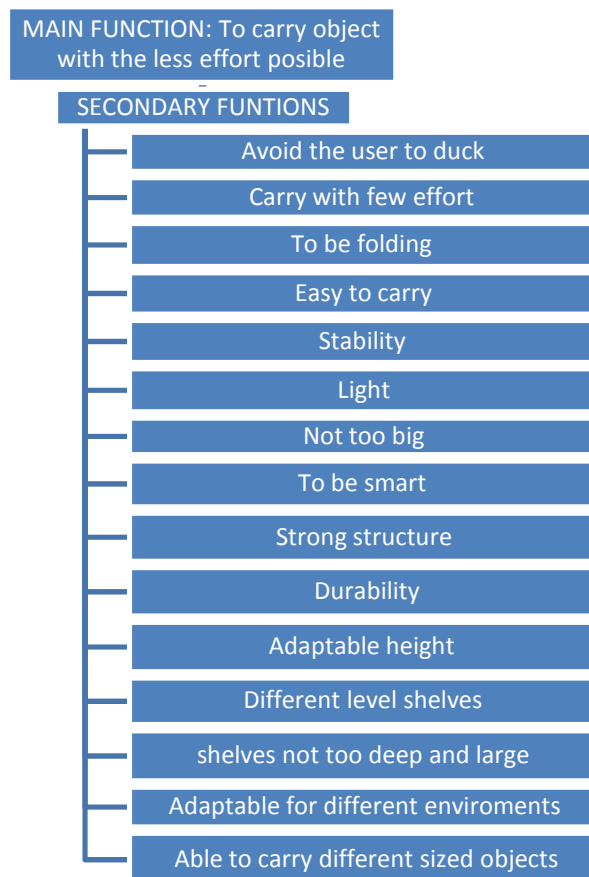 MAIN FUNCTION: To carry object
with the less effort posible
SECONDARY FUNTIONS
Avoid the user to duck
Carry with few effort
To be folding
Easy to carry
Stability
Light
Not too big
To be smart
Strong structure
Durability
Adaptable height
Different level shelves
shelves not too deep and large
Adaptable for different enviroments
Able to carry different sized objects